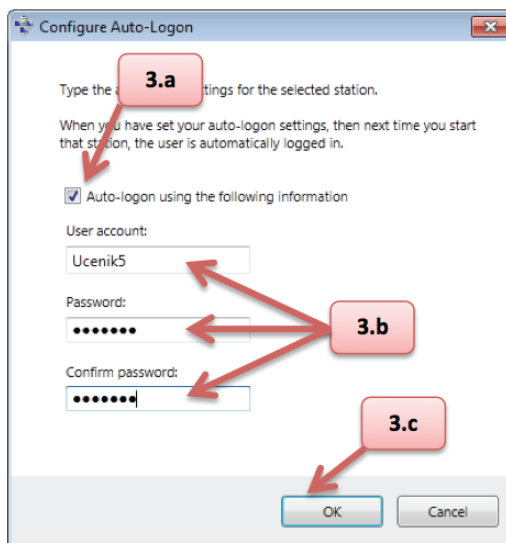 Configure Auto-Logon
3.a
Type the a tings for the selected station.
When you have set your auto-logon settings, then next time you start
that station, the user is automatically logged in.
Auto-logon using the following information
User account:
Ucenik5
Password:
•••••••
3.b
Confirm password:
•••••••
3.c
OK
Cancel